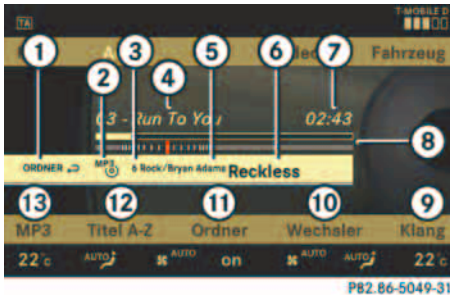 T-MOBILE D
TA
Fahrzeug
1
A
3
5
6
7
2
4
03 - Run To You 02:43
8
ORDNER MP3 6 Rock/Bryan Adams Reckless
13 12 11 10 9
MP3 Titel A-Z Ordner Wechsler Klang
22°c AUTO AUTO on AUTO AUTO 22°c
P82.86-5049-31